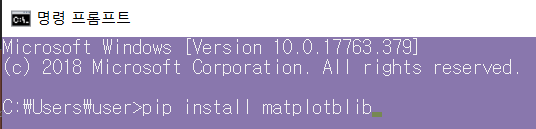 명령 프롬프트
Microsoft Windows [Version 10.0.17763.379]
(c) 2018 Microsoft Corporation. All rights reserved.
C:₩Users₩user>pip install matplotblib